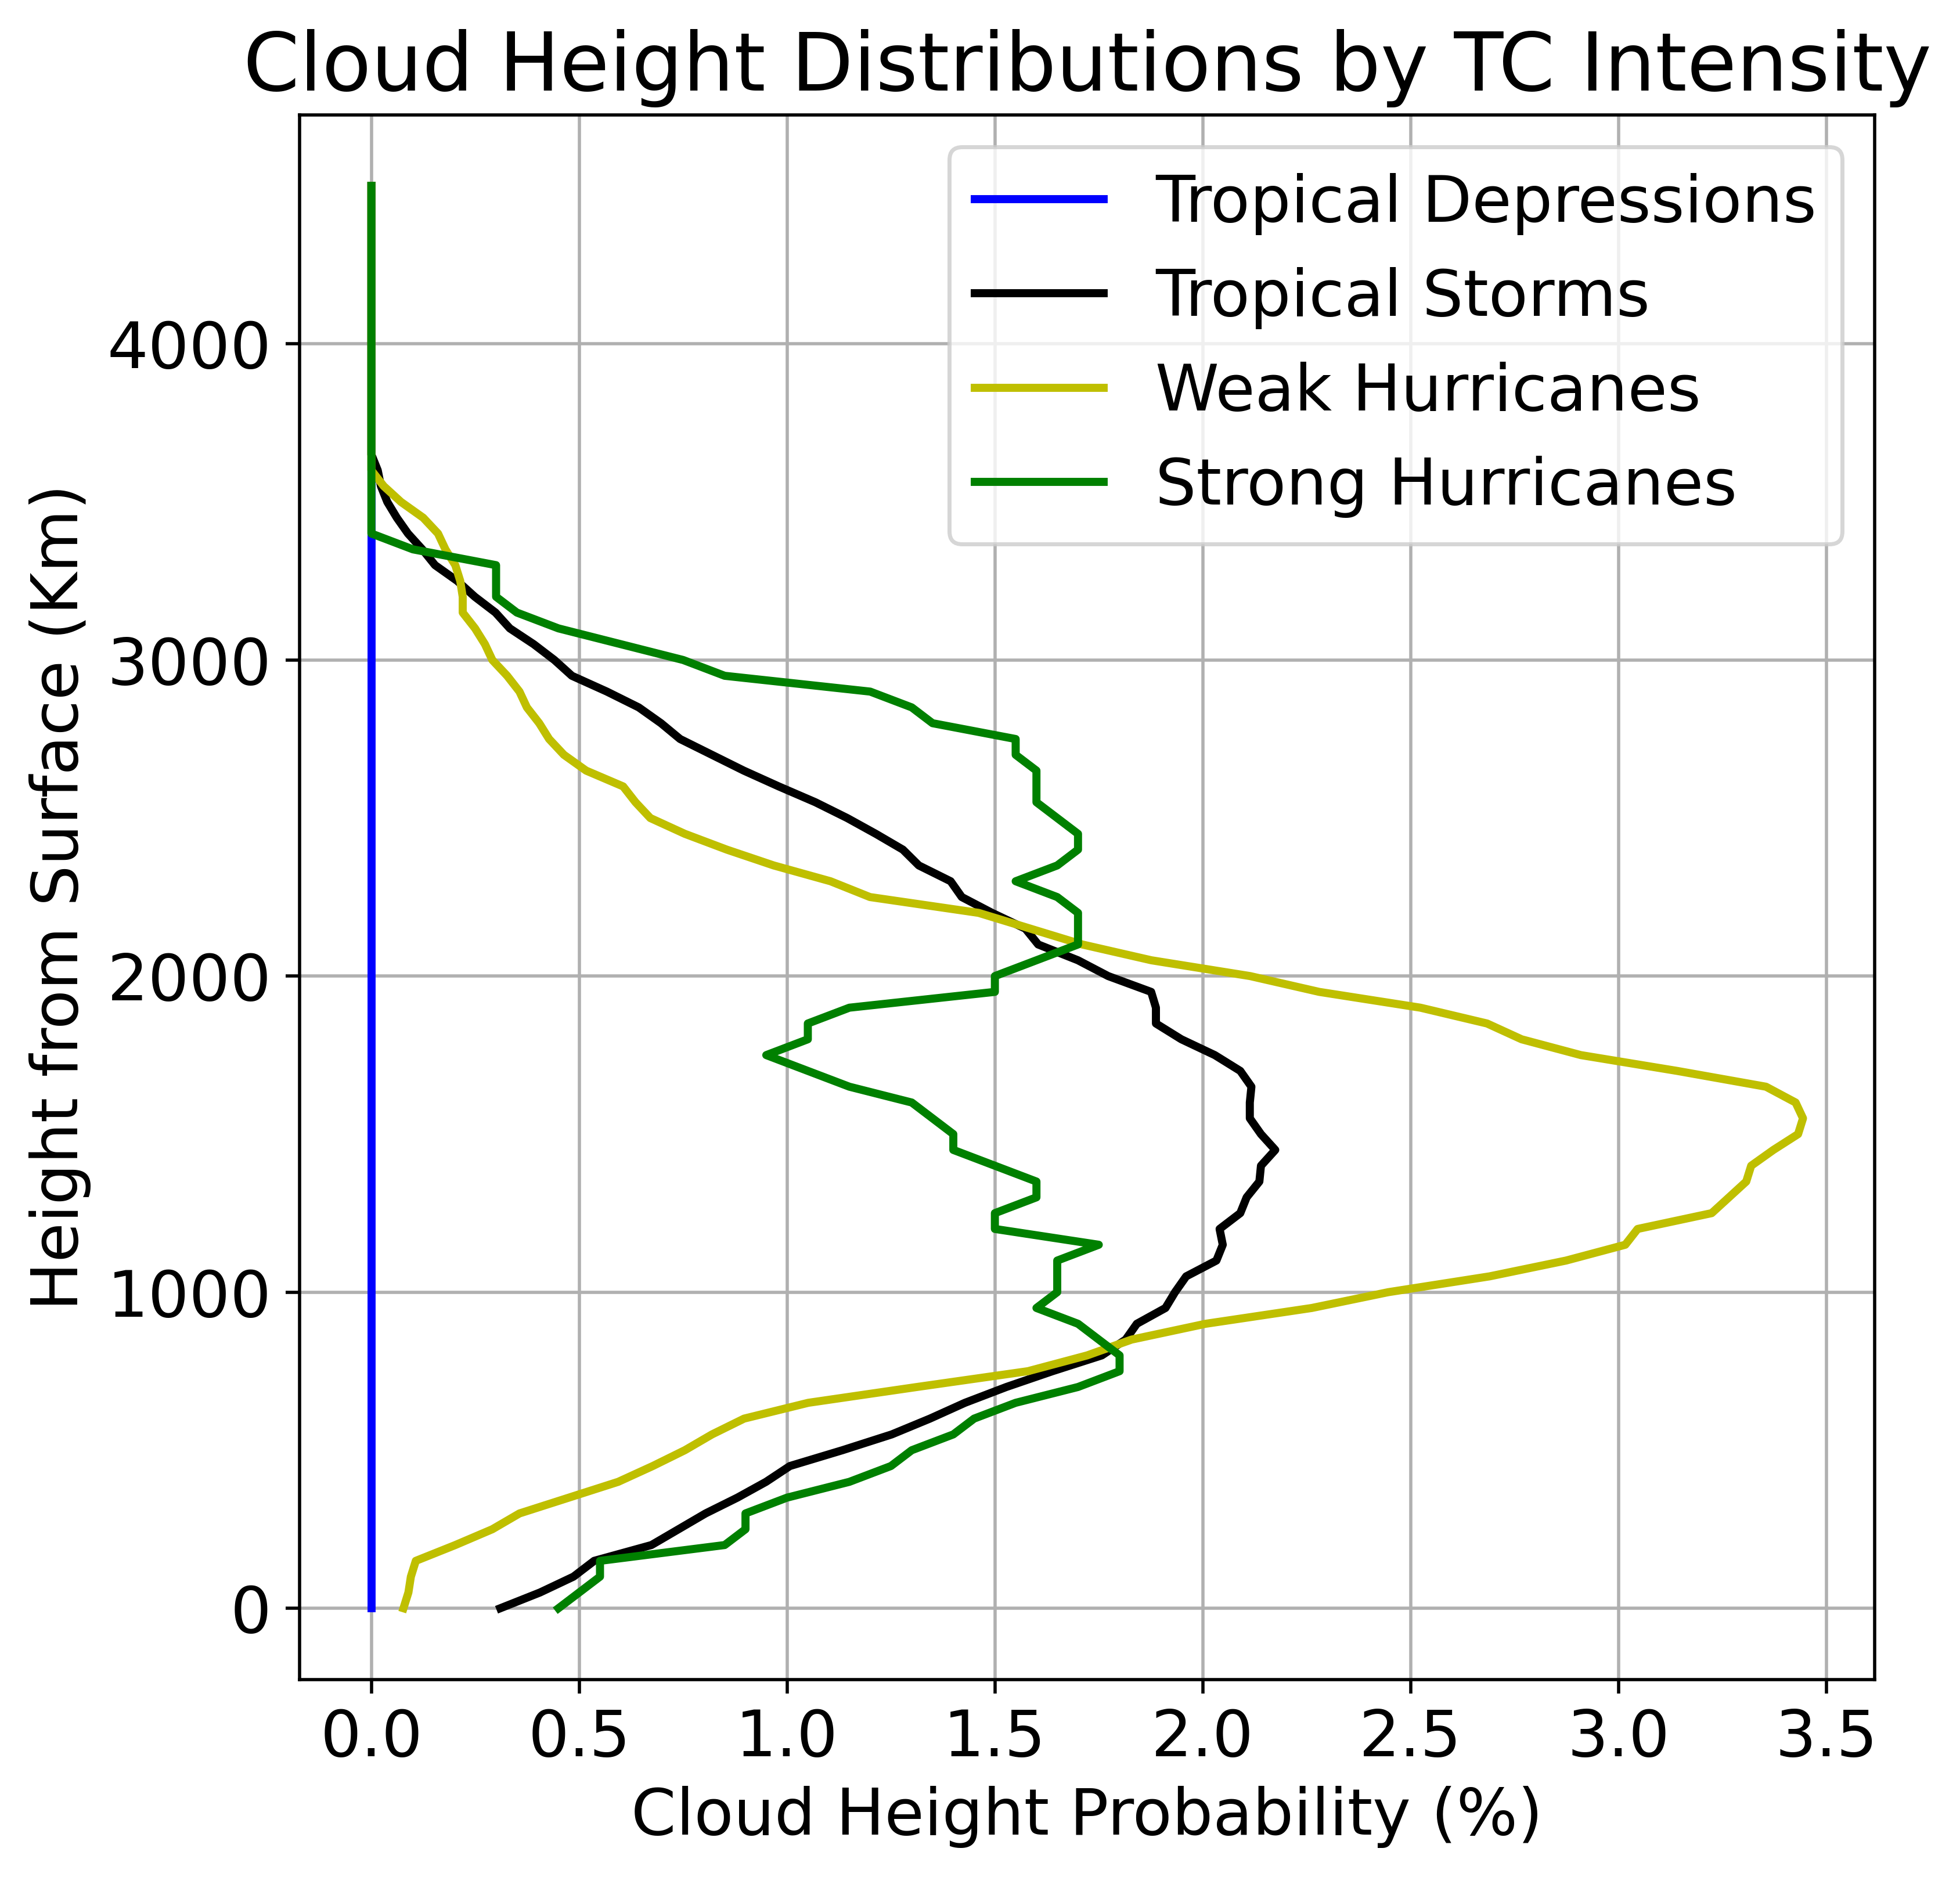 Cloud Height Distributions by TC Intensity
Tropical Depressions
Tropical Storms
Weak Hurricanes
Strong Hurricanes
Height from Surface (Km)
4000
3000
2000
1000
0
0.0 0.5 1.0 1.5 2.0 2.5 3.0 3.5
Cloud Height Probability (%)